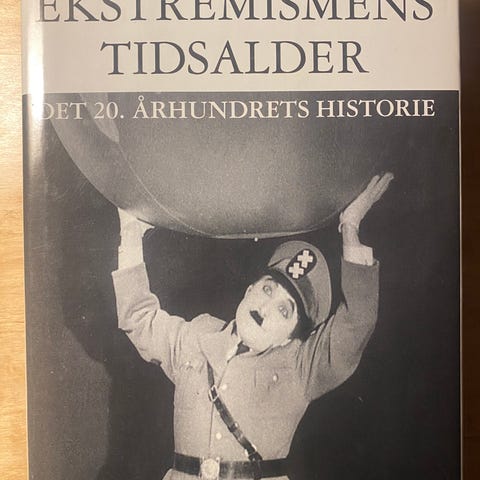 EKSTREMISMENS
TIDSALDER
DET 20. ÅRHUNDRETS HISTORIE